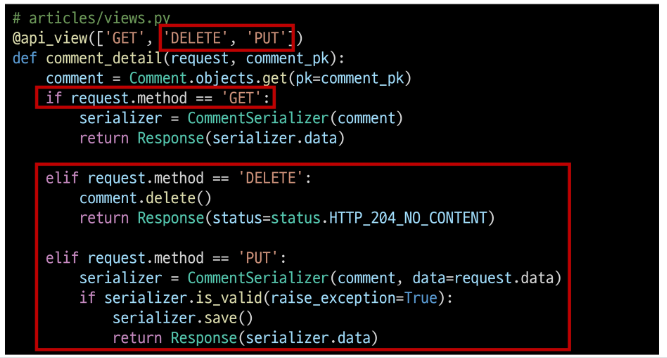 # articles/views.py
@api_view(['GET', 'DELETE', 'PUT'])
def comment_detail(request, comment_pk):
    comment = Comment.objects.get(pk=comment_pk)
    if request.method == 'GET':
        serializer = CommentSerializer(comment)
        return Response(serializer.data)

    elif request.method == 'DELETE':
        comment.delete()
        return Response(status=status.HTTP_204_NO_CONTENT)

    elif request.method == 'PUT':
        serializer = CommentSerializer(comment, data=request.data)
        if serializer.is_valid(raise_exception=True):
            serializer.save()
            return Response(serializer.data)